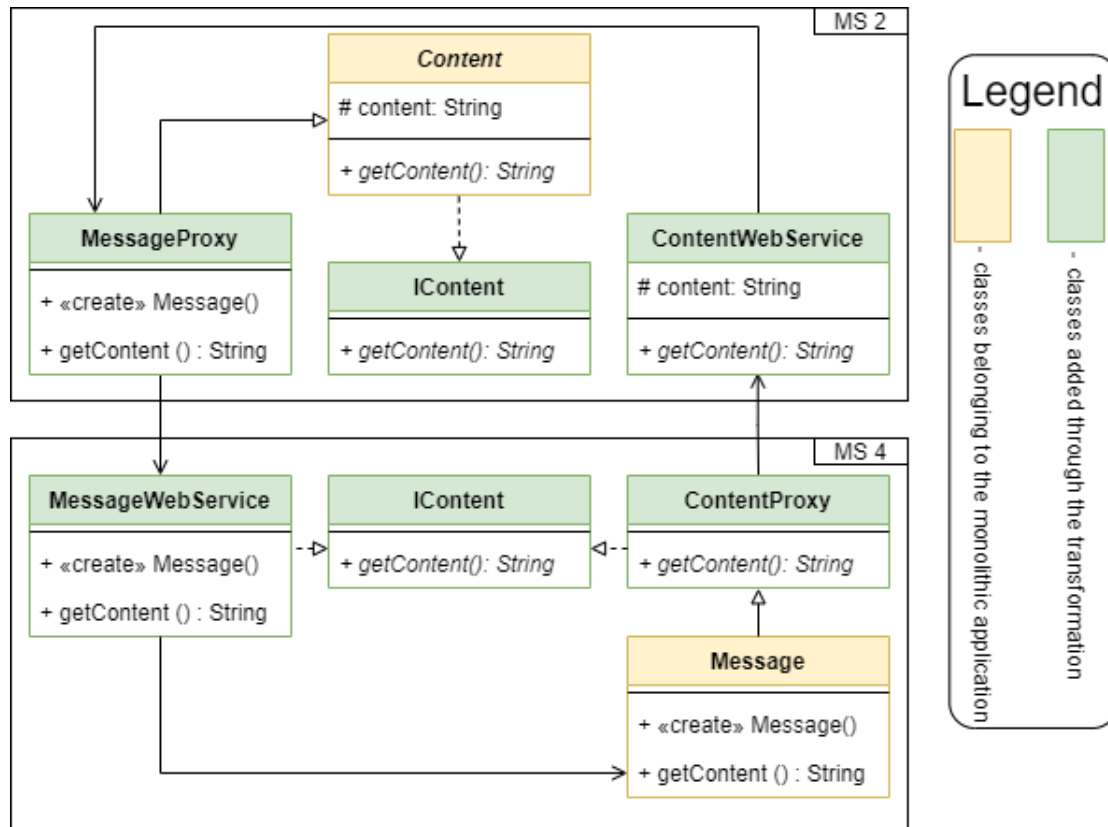 MS 2
Content
# content: String
+ getContent(): String
MessageProxy
+ «create» Message()
+ getContent () : String
IContent
+ getContent(): String
ContentWebService
# content: String
+ getContent(): String
MS 4
MessageWebService
+ «create» Message()
+ getContent () : String
IContent
+ getContent(): String
ContentProxy
+ getContent(): String
Message
+ «create» Message()
+ getContent () : String
Legend
- classes belonging to the monolithic application
- classes added through the transformation